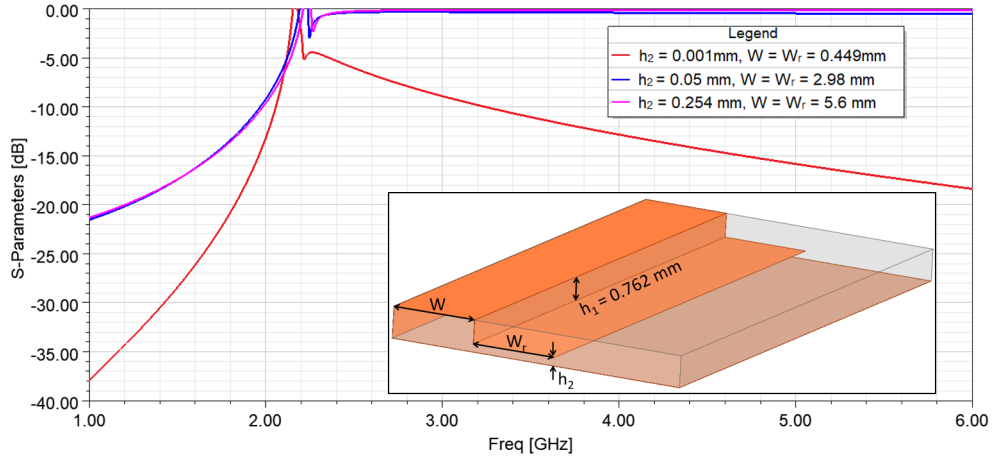 0.00
-5.00
-10.00
-15.00
-20.00
-25.00
-30.00
-35.00
-40.00
S-Parameters [dB]
Legend
h₂ = 0.001mm, W = Wᵣ = 0.449mm
h₂ = 0.05 mm, W = Wᵣ = 2.98 mm
h₂ = 0.254 mm, W = Wᵣ = 5.6 mm
W
h₁ = 0.762 mm
Wᵣ
h₂
1.00 2.00 3.00 4.00 5.00 6.00
Freq [GHz]